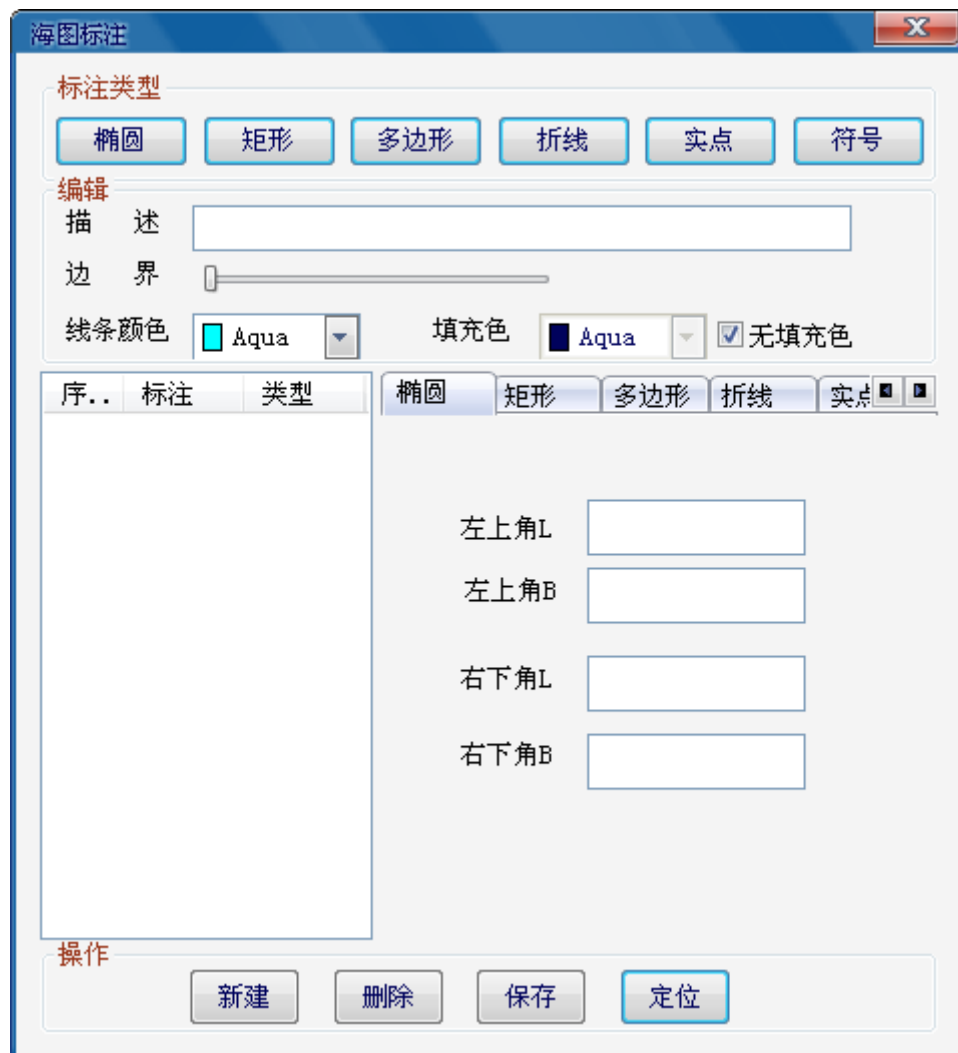 海图标注
标注类型
椭圆 矩形 多边形 折线 实点 符号
编辑
描 述
边 界
线条颜色 Aqua 填充色 Aqua 无填充色
序.. 标注 类型 椭圆 矩形 多边形 折线 实点
左上角L
左上角B
右下角L
右下角B
操作
新建 删除 保存 定位